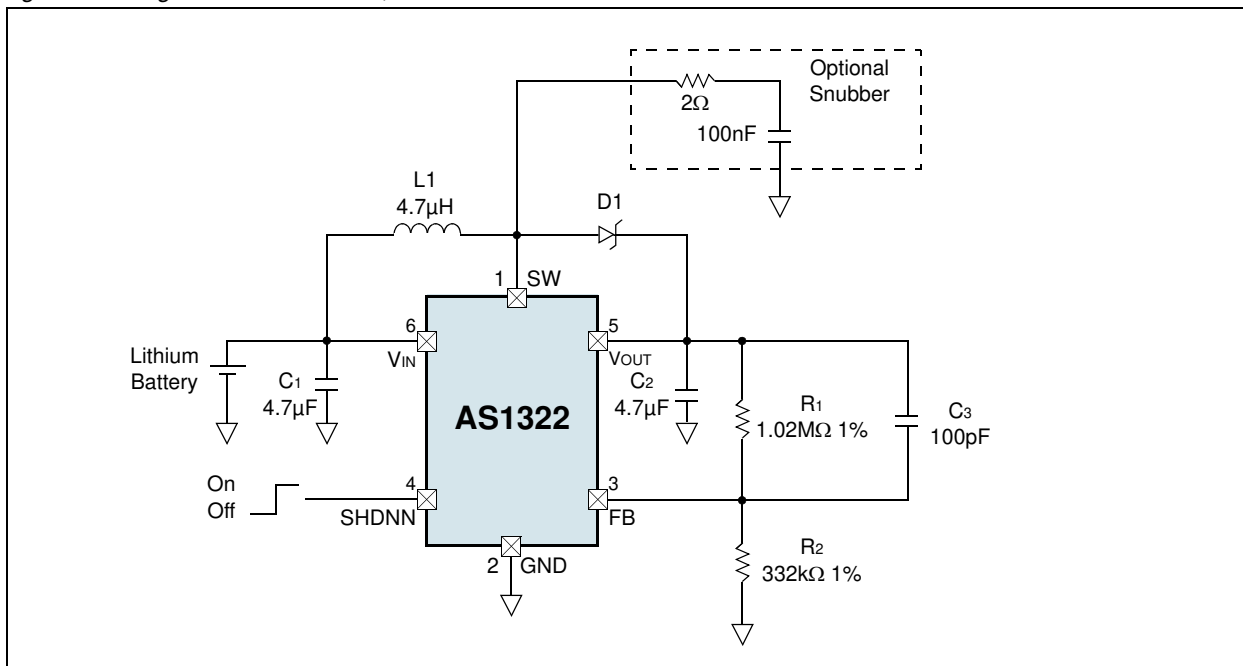 Optional
Snubber
2Ω
100nF
L1
4.7µH
D1
1 SW
6
VIN
5
VOUT
Lithium
Battery
C1
4.7µF
C2
4.7µF
AS1322
R1
1.02MΩ 1%
C3
100pF
On
Off
4
SHDNN
3
FB
2 GND
R2
332kΩ 1%